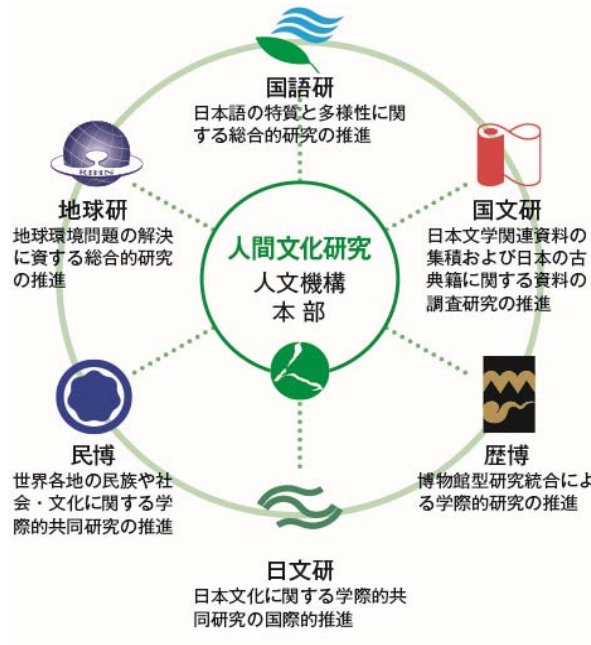 国語研
日本語の特質と多様性に関
する総合的研究の推進
RIHN
地球研
地球環境問題の解決
に資する総合的研究
の推進
国文研
日本文学関連資料の
集積および日本の古
典籍に関する資料の
調査研究の推進
人間文化研究
人文機構
本部
民博
世界各地の民族や社
会・文化に関する学
際的共同研究の推進
歴博
博物館型研究統合によ
る学際的研究の推進
日文研
日本文化に関する学際的共
同研究の国際的推進